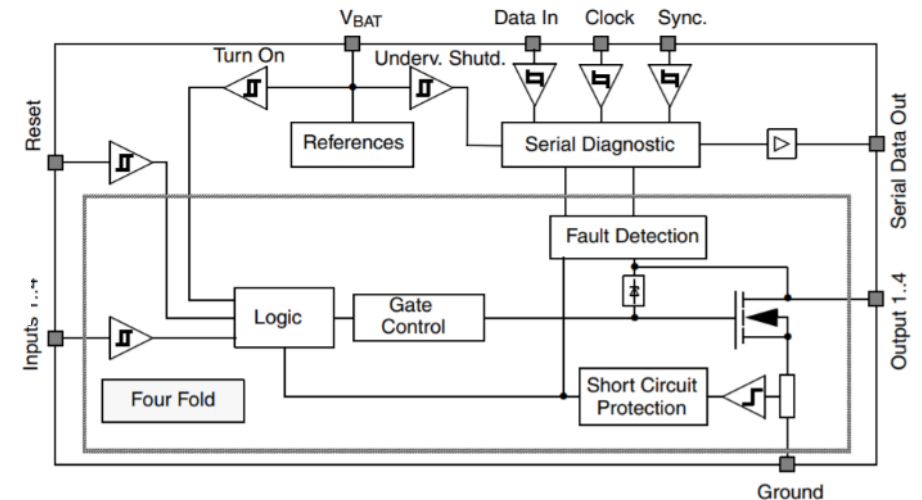 VBAT
Data In
Clock
Sync.
Turn On
Underv. Shutd.
Reset
References
Serial Diagnostic
Serial Data Out
Fault Detection
Inputs
Logic
Gate
Control
Output 1..4
Four Fold
Short Circuit
Protection
Ground